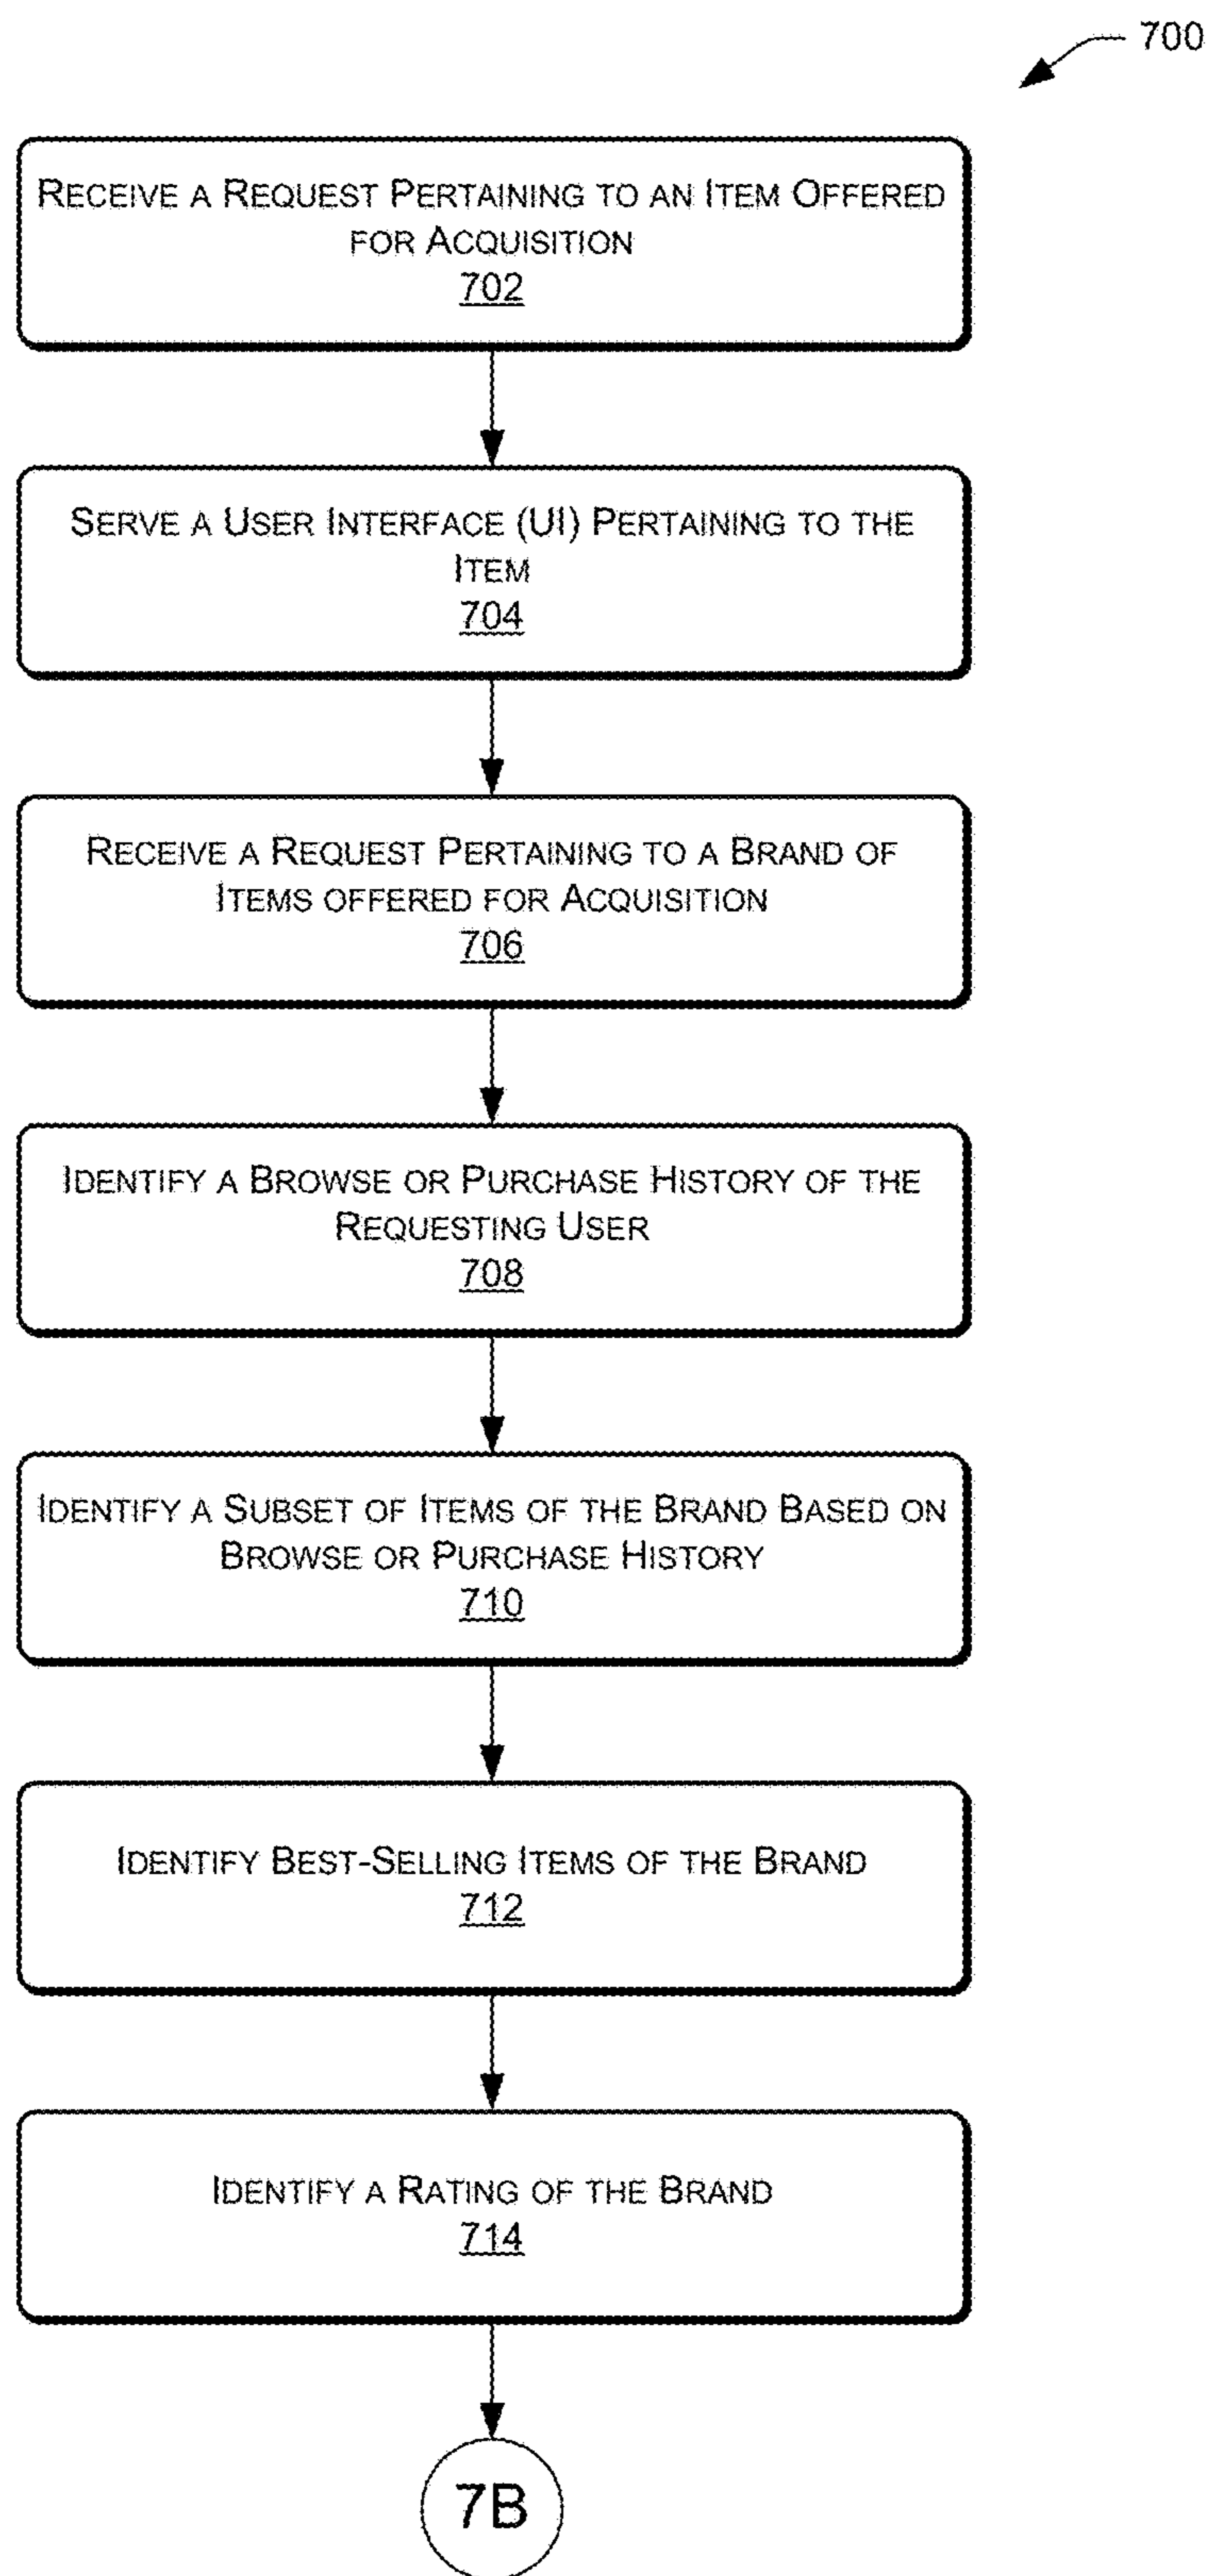 700
Receive a Request Pertaining to an Item Offered
for Acquisition
702
Serve a User Interface (UI) Pertaining to the
Item
704
Receive a Request Pertaining to a Brand of
Items offered for Acquisition
706
Identify a Browse or Purchase History of the
Requesting User
708
Identify a Subset of Items of the Brand Based on
Browse or Purchase History
710
Identify Best-Selling Items of the Brand
712
Identify a Rating of the Brand
714
7B